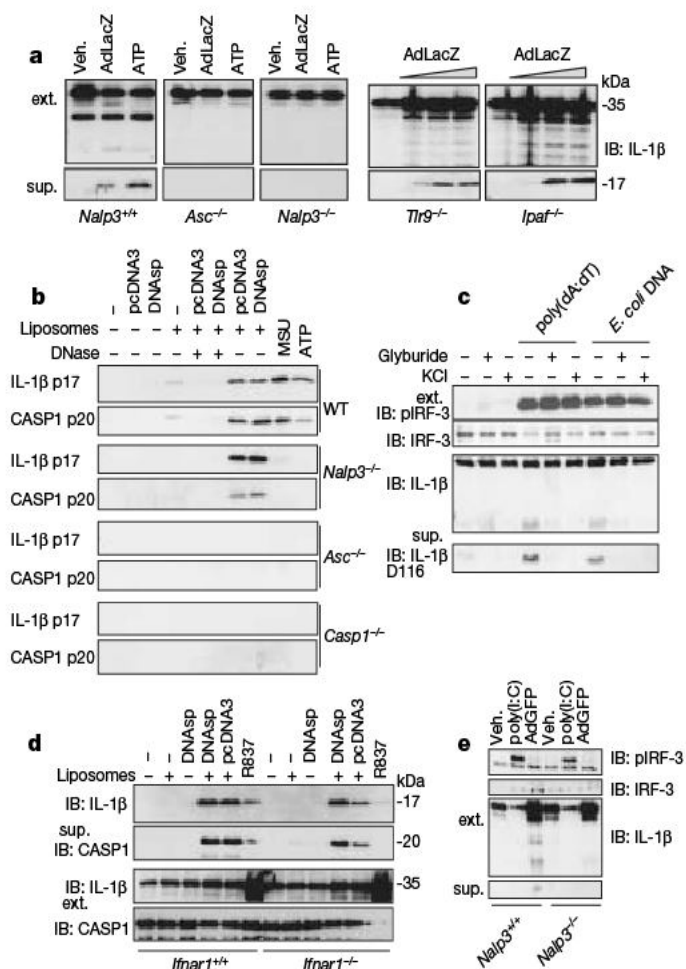 a
Veh.
AdLacZ
ATP
Veh.
AdLacZ
ATP
Veh.
AdLacZ
ATP
AdLacZ
AdLacZ
kDa
ext.
-35
IB: IL-1β
sup.
-17
Nalp3+/+
Asc–/–
Nalp3–/–
Tlr9–/–
Ipaf–/–
b
– pcDNA3 DNAsp – pcDNA3 DNAsp pcDNA3 DNAsp MSU ATP
Liposomes – – – + + + + +
DNase – – – – + + – –
IL-1β p17
CASP1 p20
WT
IL-1β p17
CASP1 p20
Nalp3–/–
IL-1β p17
CASP1 p20
Asc–/–
IL-1β p17
CASP1 p20
Casp1–/–
c
poly(dA:dT)
E. coli DNA
Glyburide – + – – + – – + –
KCl – – + – – + – – +
ext.
IB: pIRF-3
IB: IRF-3
IB: IL-1β
sup.
IB: IL-1β
D116
d
– – DNAsp DNAsp pcDNA3 R837 – – DNAsp DNAsp pcDNA3 R837
Liposomes – + – + + – – + – + + –
kDa
IB: IL-1β
-17
sup.
IB: CASP1
-20
IB: IL-1β
-35
ext.
IB: CASP1
Ifnar1+/+
Ifnar1–/–
e
Veh.
poly(I:C)
AdGFP
Veh.
poly(I:C)
AdGFP
IB: pIRF-3
IB: IRF-3
ext.
IB: IL-1β
sup.
Nalp3+/+
Nalp3–/–